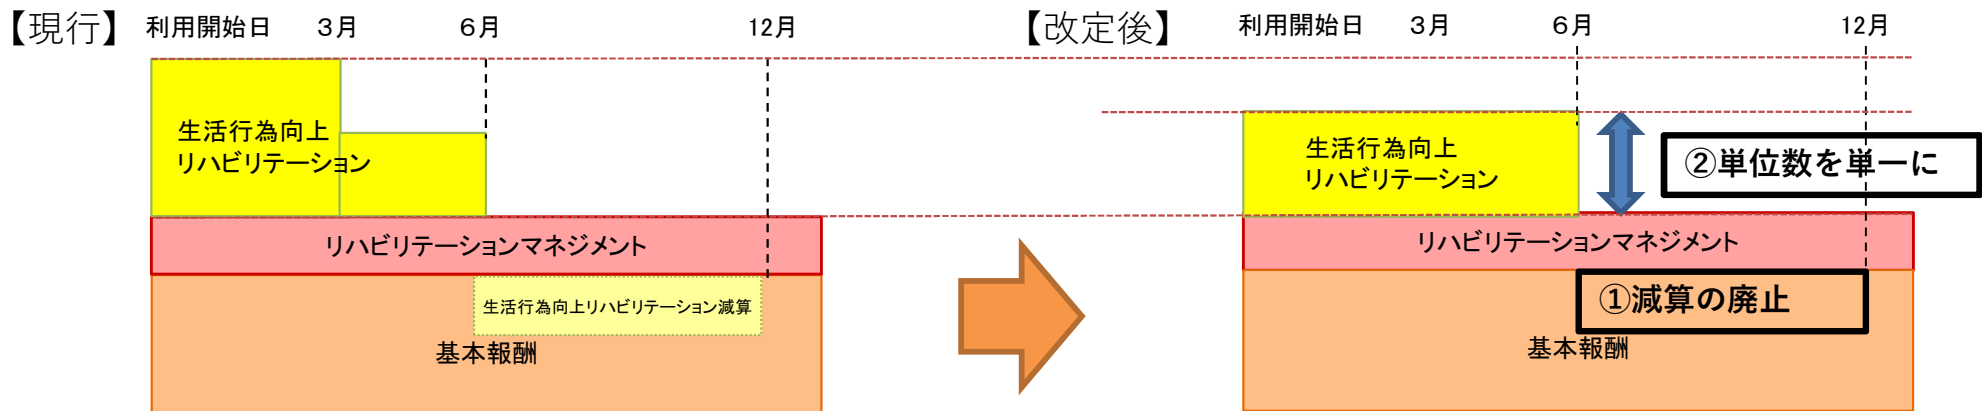 【現行】 利用開始日 3月 6月 12月
生活行為向上
リハビリテーション
リハビリテーションマネジメント
生活行為向上リハビリテーション減算
基本報酬
【改定後】 利用開始日 3月 6月 12月
生活行為向上
リハビリテーション
②単位数を単一に
リハビリテーションマネジメント
①減算の廃止
基本報酬